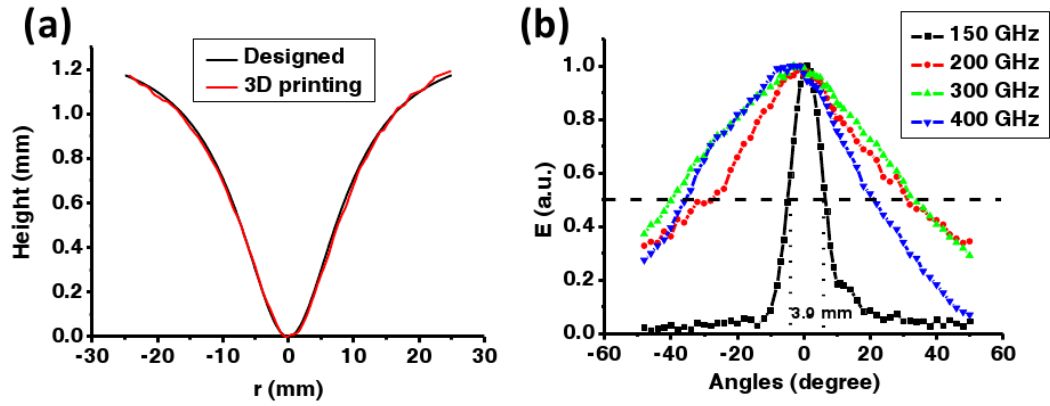 (a)
Designed
3D printing
1.2
1.0
0.8
0.6
0.4
0.2
0.0
Height (mm)
-30 -20 -10 0 10 20 30
r (mm)
(b)
150 GHz
200 GHz
300 GHz
400 GHz
1.0
0.8
0.6
0.4
0.2
0.0
E (a.u.)
3.9 mm
-60 -40 -20 0 20 40 60
Angles (degree)